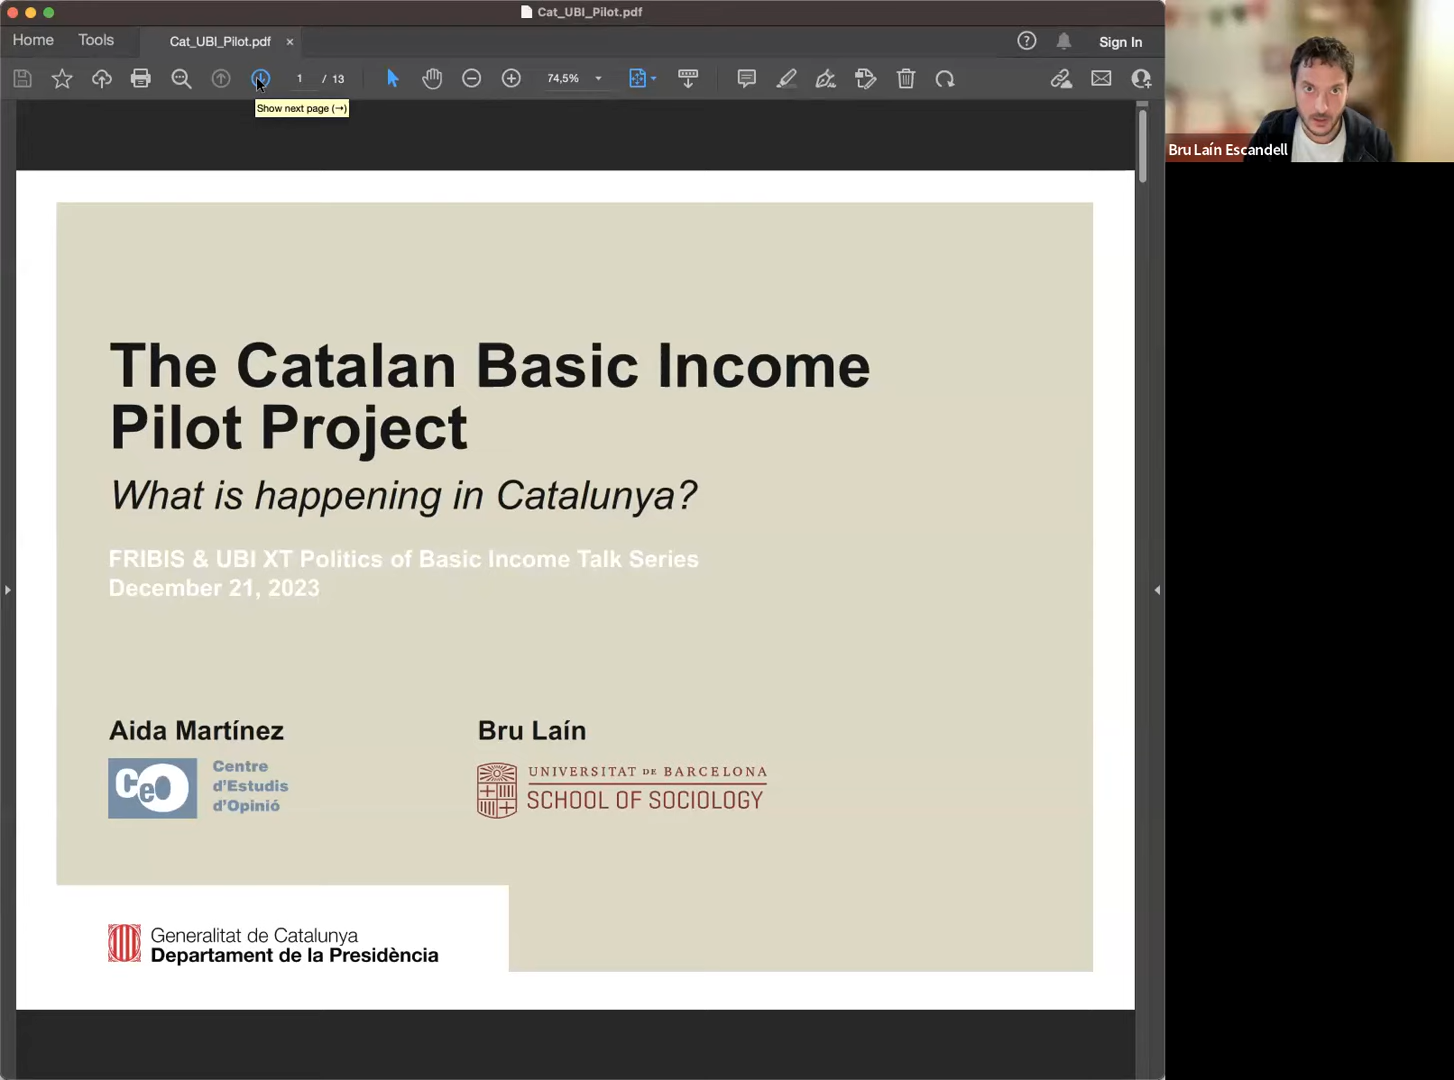 Cat_UBI_Pilot.pdf
Home
Tools
Cat_UBI_Pilot.pdf ×
Sign In
1 / 13
74,5%
Show next page (→)
Bru Laín Escandell
The Catalan Basic Income
Pilot Project
What is happening in Catalunya?
FRIBIS & UBI XT Politics of Basic Income Talk Series
December 21, 2023
Aida Martínez
Bru Laín
CEO
Centre
d'Estudis
d'Opinió
UNIVERSITAT DE BARCELONA
SCHOOL OF SOCIOLOGY
Generalitat de Catalunya
Departament de la Presidència